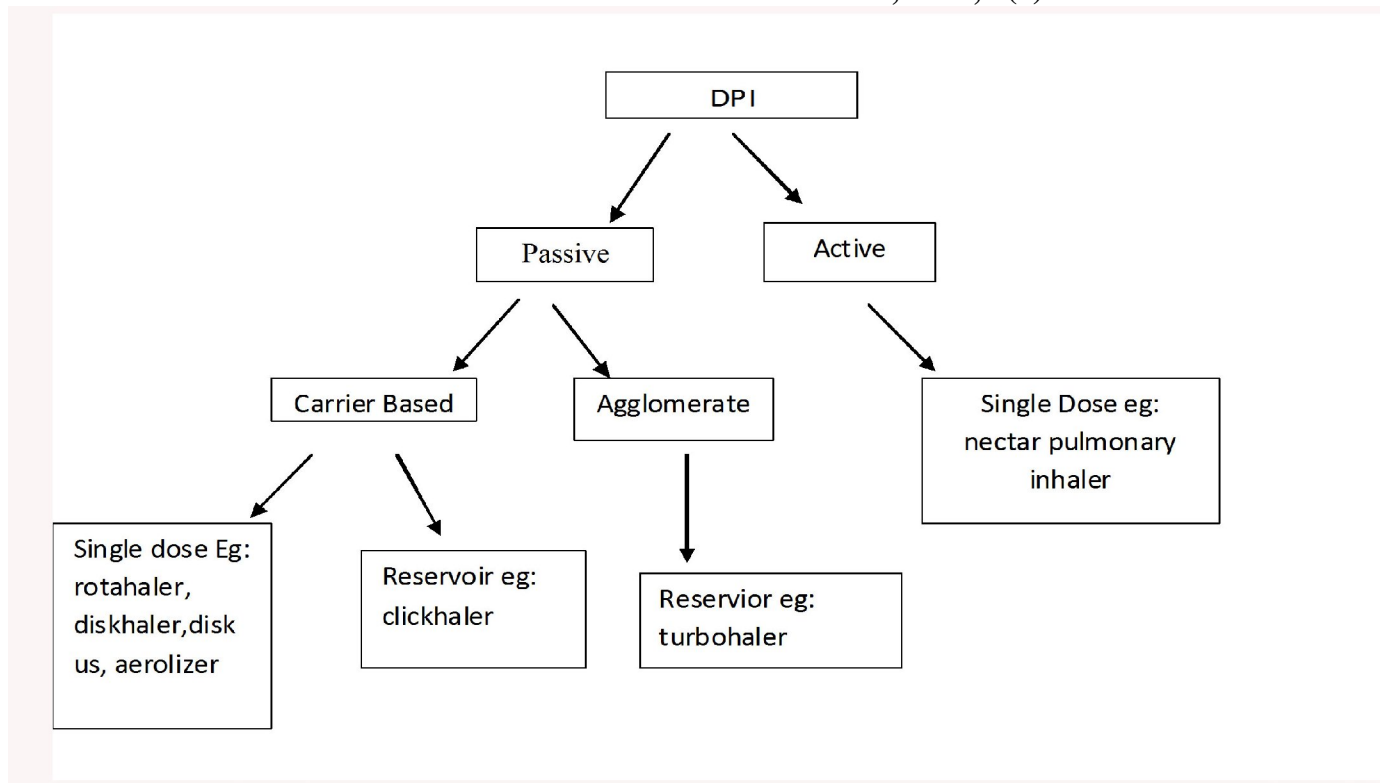 DPI
Passive
Active
Carrier Based
Agglomerate
Single Dose eg:
nectar pulmonary
inhaler
Single dose Eg:
rotahaler,
diskhaler,disk
us, aerolizer
Reservoir eg:
clickhaler
Reservior eg:
turbohaler